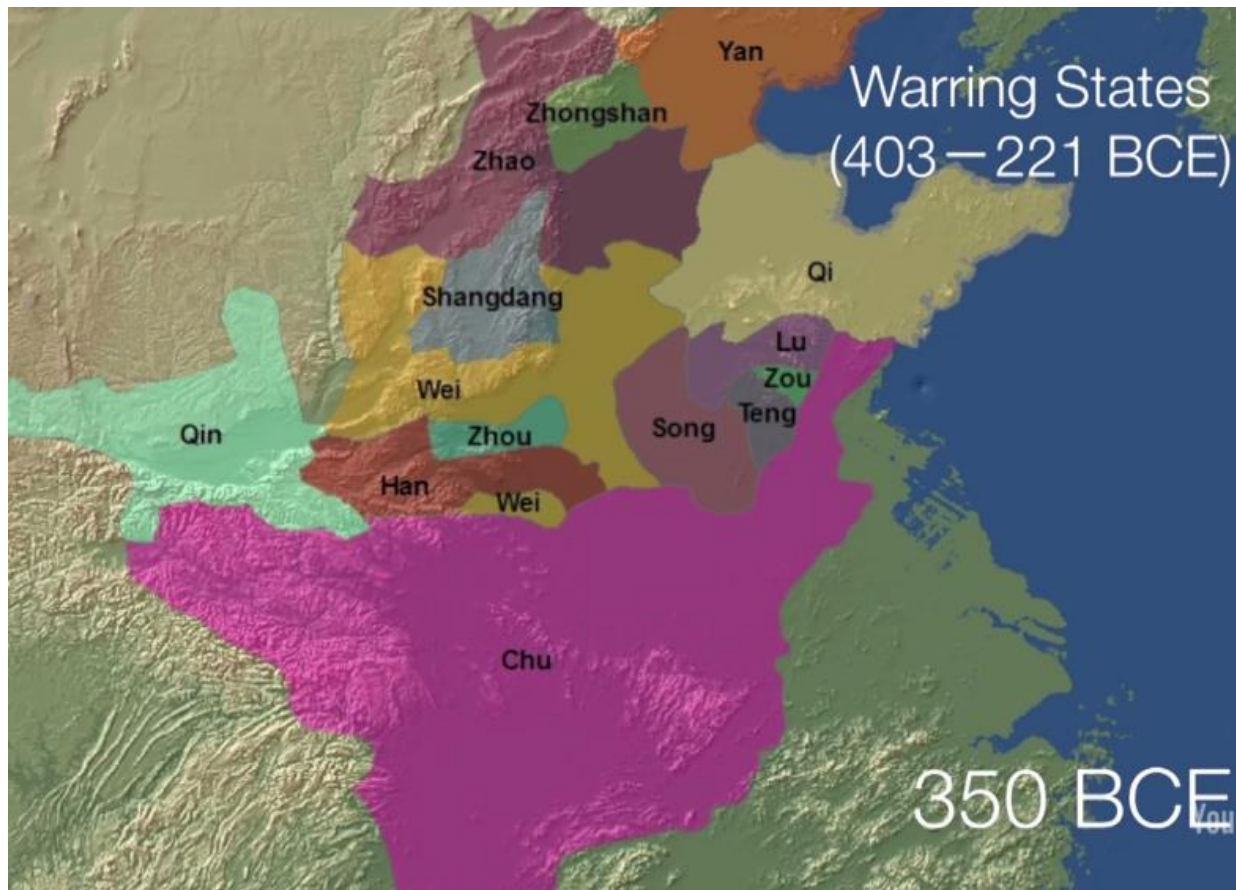 Yan
Warring States
(403–221 BCE)
Zhongshan
Zhao
Qi
Shangdang
Lu
Zou
Wei
Teng
Song
Qin
Zhou
Han
Wei
Chu
350 BCE
You